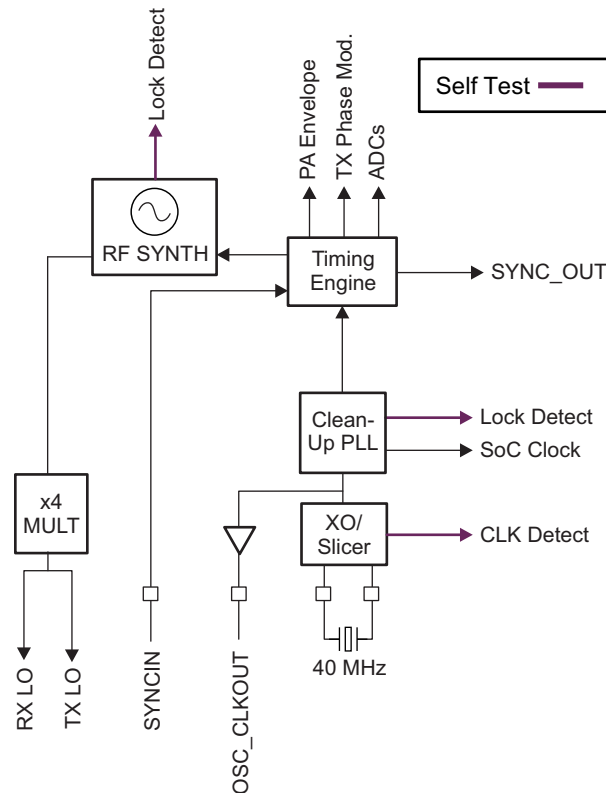 Lock Detect
Self Test
PA Envelope
TX Phase Mod.
ADCs
RF SYNTH
Timing
Engine
SYNC_OUT
Clean-
Up PLL
Lock Detect
SoC Clock
x4
MULT
XO/
Slicer
CLK Detect
40 MHz
RX LO
TX LO
SYNCIN
OSC_CLKOUT